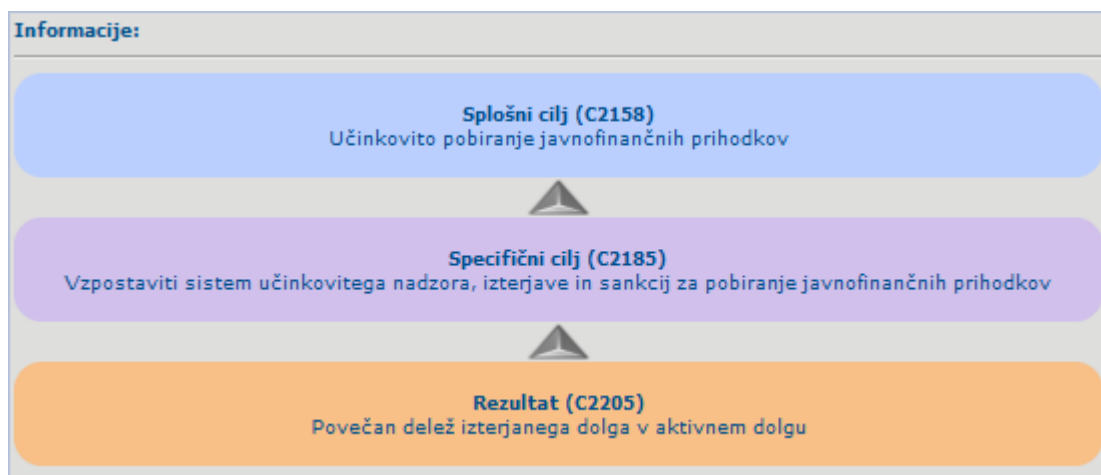 Informacije:
Splošni cilj (C2158)
Učinkovito pobiranje javnofinančnih prihodkov
Specifični cilj (C2185)
Vzpostaviti sistem učinkovitega nadzora, izterjave in sankcij za pobiranje javnofinančnih prihodkov
Rezultat (C2205)
Povečan delež izterjanega dolga v aktivnem dolgu